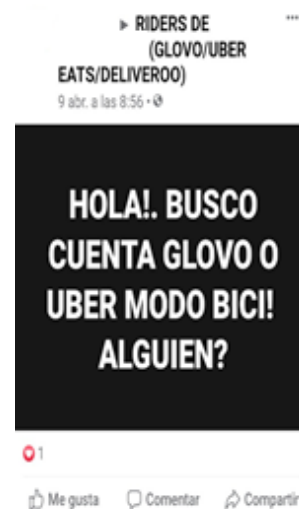 ▶ RIDERS DE
(GLOVO/UBER
EATS/DELIVEROO)
9 abr. a las 8:56 ·
HOLA!. BUSCO
CUENTA GLOVO O
UBER MODO BICI!
ALGUIEN?
1
Me gusta Comentar Compartir